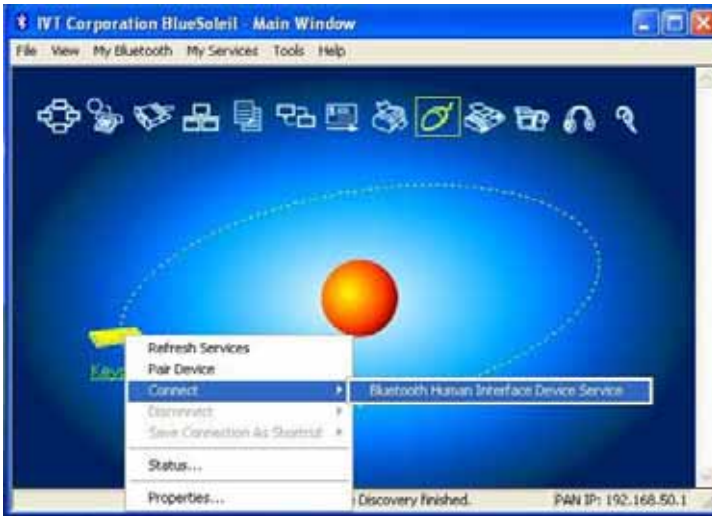 IVT Corporation BlueSoleil - Main Window
File View My Bluetooth My Services Tools Help
Refresh Services
Pair Device
Connect
Bluetooth Human Interface Device Service
Disconnect
Save Connection As Shortcut
Status...
Properties...
Discovery finished.
PAN IP: 192.168.50.1